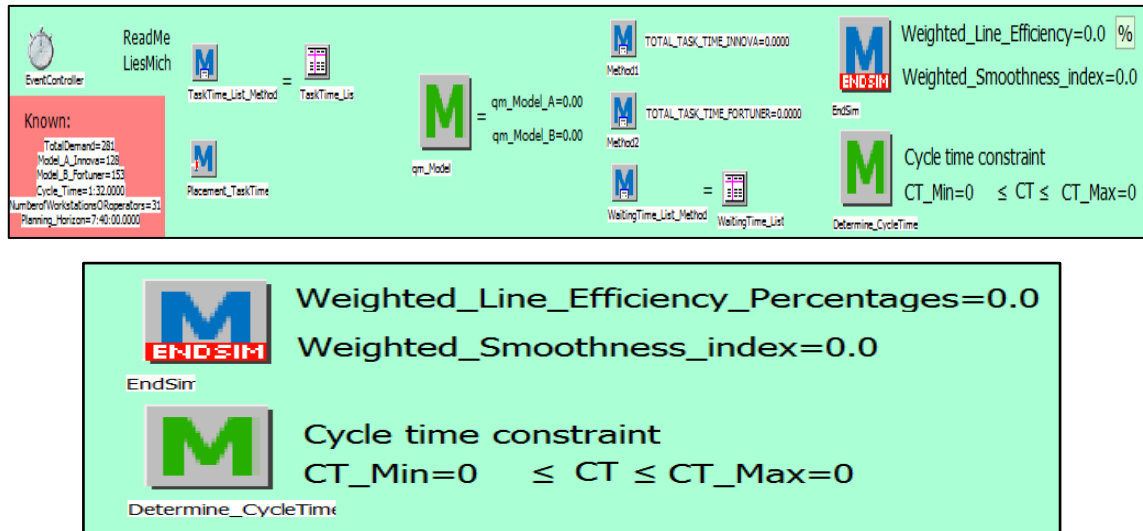 EventController
ReadMe
LiesMich
TaskTime_List_Method
=
TaskTime_Lis
Known:
TotalDemand=281
Model_A_Innova=128
Model_B_Fortuner=153
Cycle_Time=1:32.0000
NumberofWorkstationsORoperators=31
Planning_Horizon=7:40:00.0000
M
Placement_TaskTime
M
qm_Model
=
qm_Model_A=0.00
qm_Model_B=0.00
Method1
TOTAL_TASK_TIME_INNOVA=0.0000
Method2
TOTAL_TASK_TIME_FORTUNER=0.0000
WaitingTime_List_Method
=
WaitingTime_List
M
ENDSIM
EndSim
Weighted_Line_Efficiency=0.0 %
Weighted_Smoothness_index=0.0
M
Determine_CycleTime
Cycle time constraint
CT_Min=0 ≤ CT ≤ CT_Max=0
M
ENDSIM
EndSim
Weighted_Line_Efficiency_Percentages=0.0
Weighted_Smoothness_index=0.0
M
Determine_CycleTime
Cycle time constraint
CT_Min=0 ≤ CT ≤ CT_Max=0